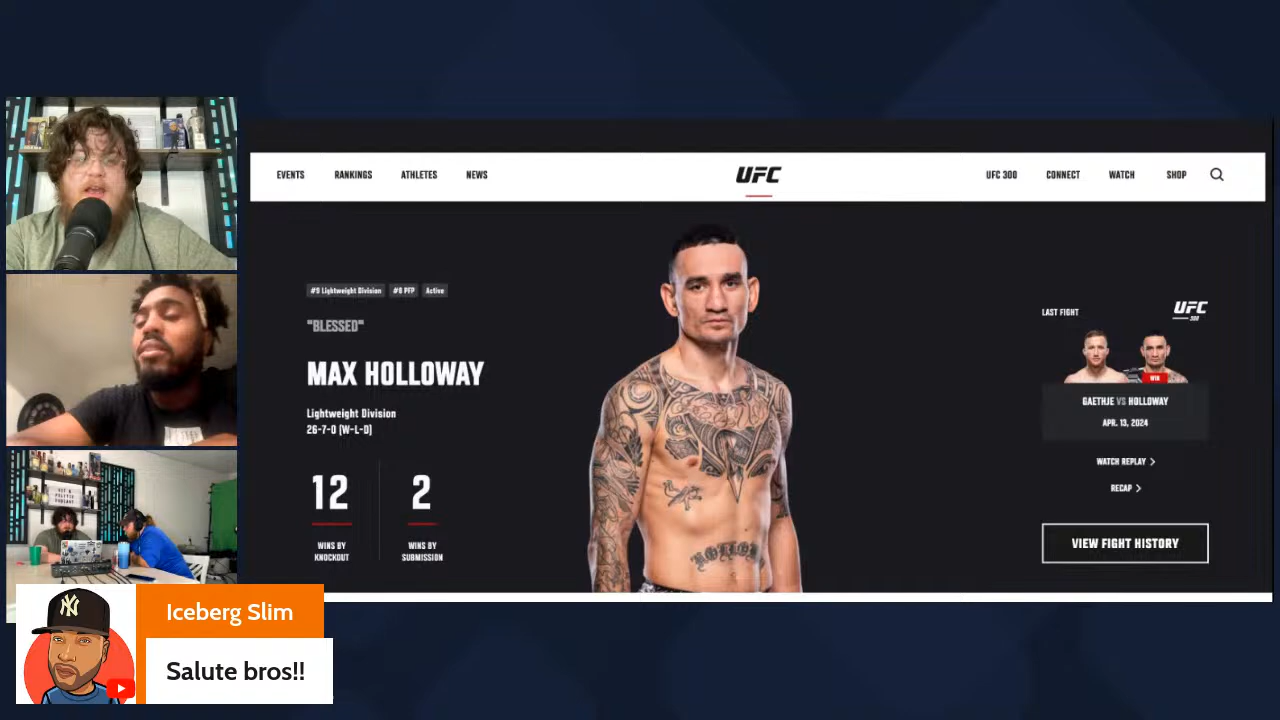 EVENTS
RANKINGS
ATHLETES
NEWS
UFC
UFC 300
CONNECT
WATCH
SHOP
#9 Lightweight Division
#8 PFP
Active
"BLESSED"
MAX HOLLOWAY
Lightweight Division
26-7-0 (W-L-D)
12
2
WINS BY
KNOCKOUT
WINS BY
SUBMISSION
LAST FIGHT
UFC
300
WIN
GAETHJE VS HOLLOWAY
APR. 13, 2024
WATCH REPLAY
RECAP
VIEW FIGHT HISTORY
Iceberg Slim
Salute bros!!